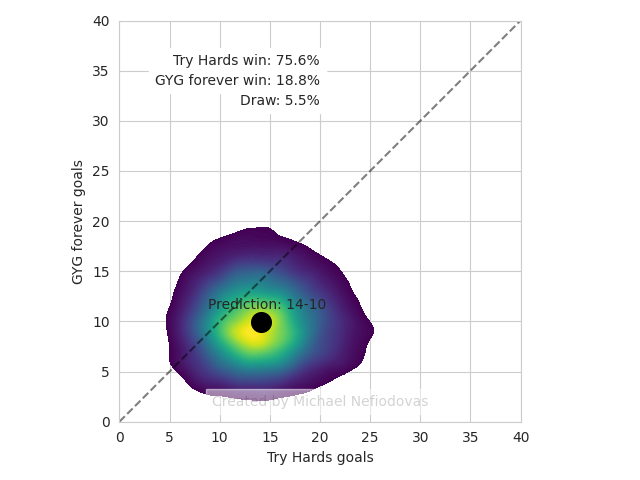 40
35
30
25
20
15
10
5
0
GYG forever goals
Try Hards win: 75.6%
GYG forever win: 18.8%
Draw: 5.5%
Prediction: 14-10
Created by Michael Nefiodovas
0 5 10 15 20 25 30 35 40
Try Hards goals